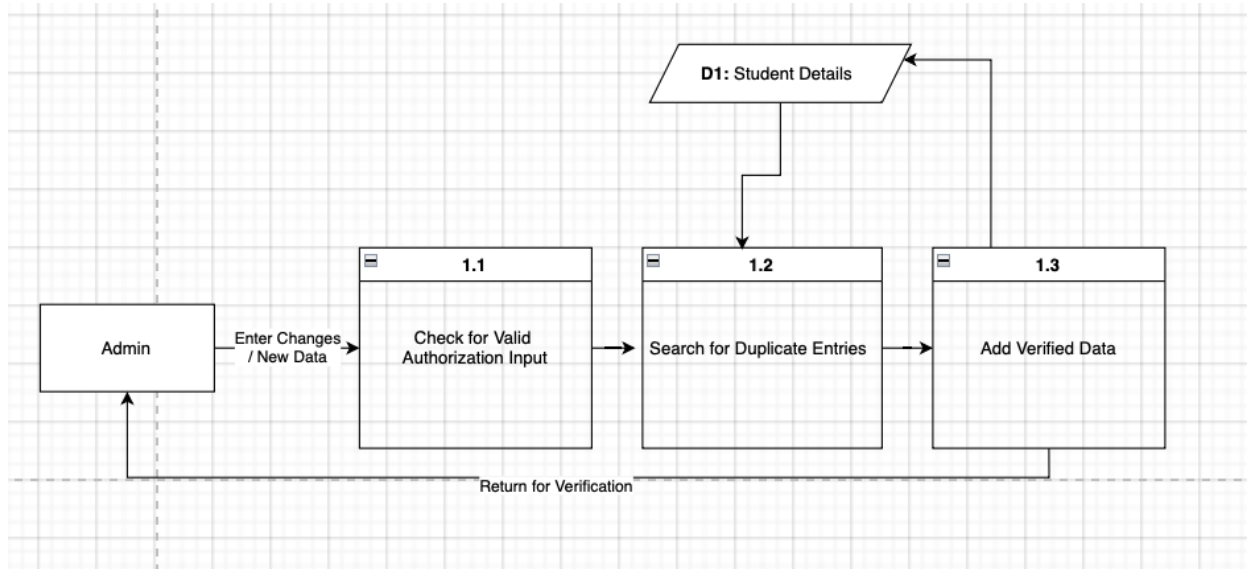 D1: Student Details
1.1
1.2
1.3
Admin
Enter Changes
/ New Data
Check for Valid
Authorization Input
Search for Duplicate Entries
Add Verified Data
Return for Verification